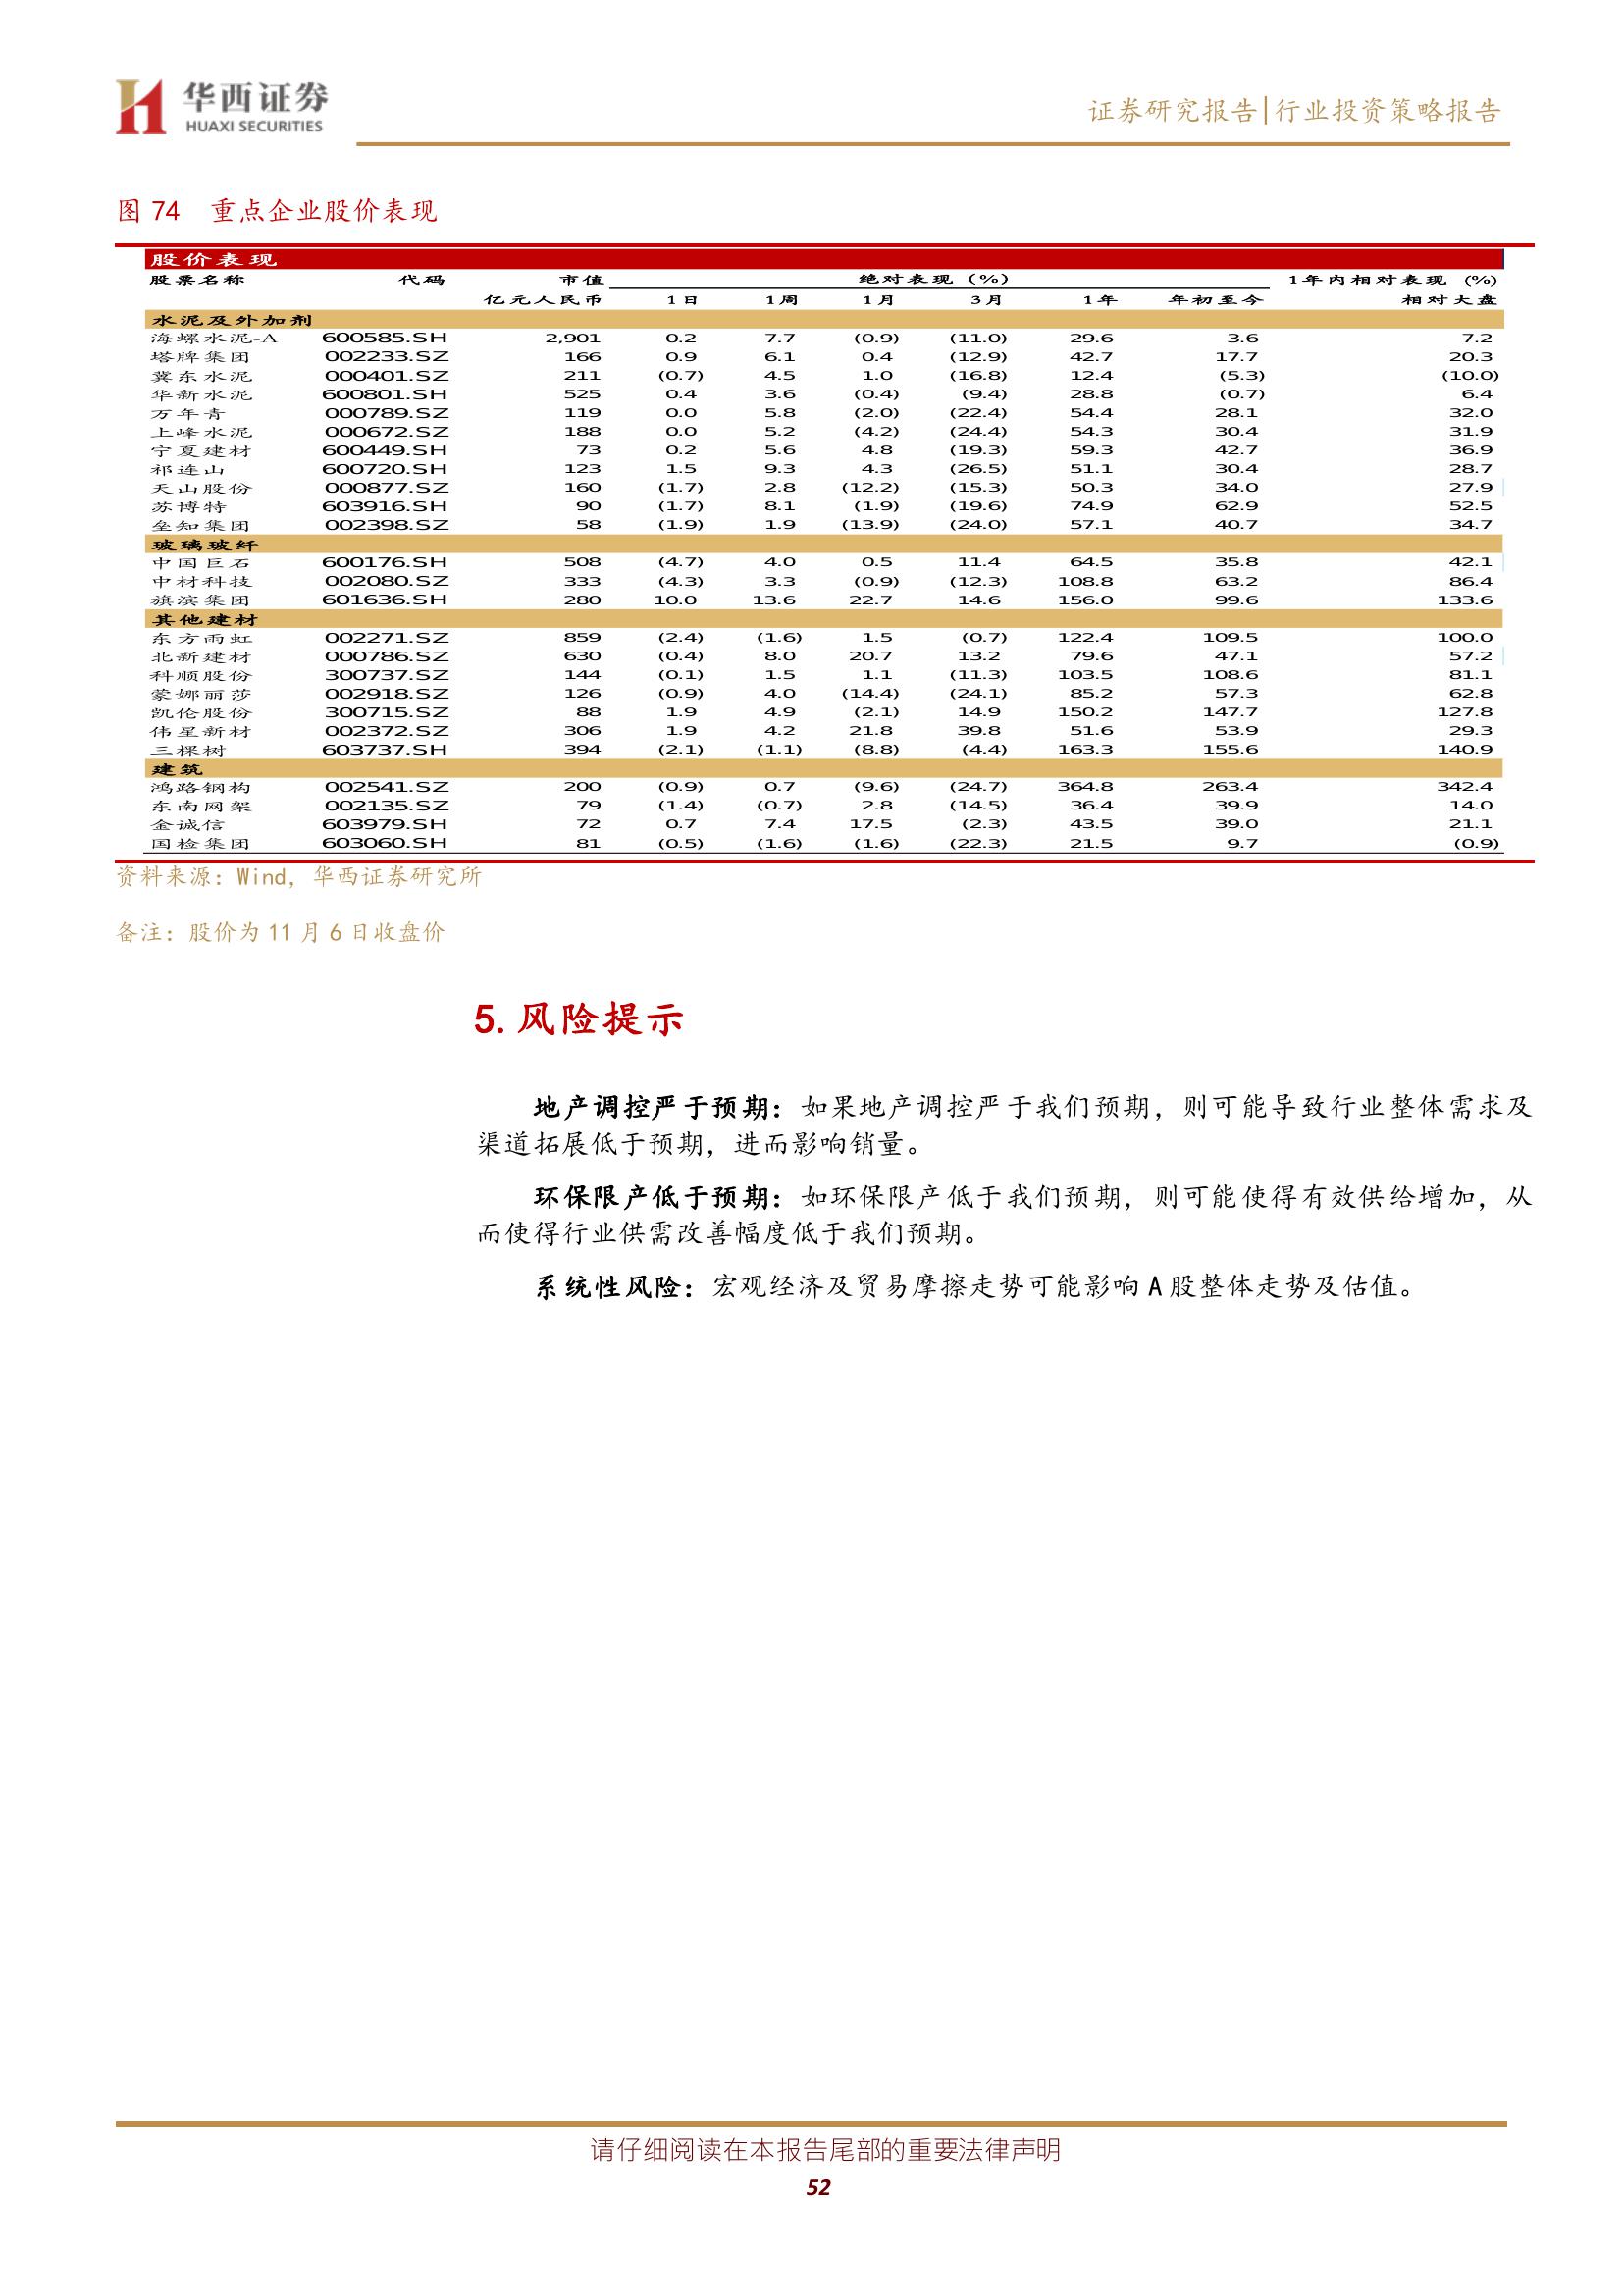 华西证券
HUAXI SECURITIES
证券研究报告|行业投资策略报告
图 74 重点企业股价表现
股价表现
股票名称 代码 市值 绝对表现 (%) 1年内相对表现 (%)
亿元人民币 1日 1周 1月 3月 1年 年初至今 相对大盘
水泥及外加剂
海螺水泥-A 600585.SH 2,901 0.2 7.7 (0.9) (11.0) 29.6 3.6 7.2
塔牌集团 002233.SZ 166 0.9 6.1 0.4 (12.9) 42.7 17.7 20.3
冀东水泥 000401.SZ 211 (0.7) 4.5 1.0 (16.8) 12.4 (5.3) (10.0)
华新水泥 600801.SH 525 0.4 3.6 (0.4) (9.4) 28.8 (0.7) 6.4
万年青 000789.SZ 119 0.0 5.8 (2.0) (22.4) 54.4 28.1 32.0
上峰水泥 000672.SZ 188 0.0 5.2 (4.2) (24.4) 54.3 30.4 31.9
宁夏建材 600449.SH 73 0.2 5.6 4.8 (19.3) 59.3 42.7 36.9
祁连山 600720.SH 123 1.5 9.3 4.3 (26.5) 51.1 30.4 28.7
天山股份 000877.SZ 160 (1.7) 2.8 (12.2) (15.3) 50.3 34.0 27.9
苏博特 603916.SH 90 (1.7) 8.1 (1.9) (19.6) 74.9 62.9 52.5
垒知集团 002398.SZ 58 (1.9) 1.9 (13.9) (24.0) 57.1 40.7 34.7
玻璃玻纤
中国巨石 600176.SH 508 (4.7) 4.0 0.5 11.4 64.5 35.8 42.1
中材科技 002080.SZ 333 (4.3) 3.3 (0.9) (12.3) 108.8 63.2 86.4
旗滨集团 601636.SH 280 10.0 13.6 22.7 14.6 156.0 99.6 133.6
其他建材
东方雨虹 002271.SZ 859 (2.4) (1.6) 1.5 (0.7) 122.4 109.5 100.0
北新建材 000786.SZ 630 (0.4) 8.0 20.7 13.2 79.6 47.1 57.2
科顺股份 300737.SZ 144 (0.1) 1.5 1.1 (11.3) 103.5 108.6 81.1
蒙娜丽莎 002918.SZ 126 (0.9) 4.0 (14.4) (24.1) 85.2 57.3 62.8
凯伦股份 300715.SZ 88 1.9 4.9 (2.1) 14.9 150.2 147.7 127.8
伟星新材 002372.SZ 306 1.9 4.2 21.8 39.8 51.6 53.9 29.3
三棵树 603737.SH 394 (2.1) (1.1) (8.8) (4.4) 163.3 155.6 140.9
建筑
鸿路钢构 002541.SZ 200 (0.9) 0.7 (9.6) (24.7) 364.8 263.4 342.4
东南网架 002135.SZ 79 (1.4) (0.7) 2.8 (14.5) 36.4 39.9 14.0
金诚信 603979.SH 72 0.7 7.4 17.5 (2.3) 43.5 39.0 21.1
国检集团 603060.SH 81 (0.5) (1.6) (1.6) (22.3) 21.5 9.7 (0.9)
资料来源：Wind，华西证券研究所
备注：股价为 11 月 6 日收盘价
5. 风险提示
地产调控严于预期：如果地产调控严于我们预期，则可能导致行业整体需求及
渠道拓展低于预期，进而影响销量。
环保限产低于预期：如环保限产低于我们预期，则可能使得有效供给增加，从
而使得行业供需改善幅度低于我们预期。
系统性风险：宏观经济及贸易摩擦走势可能影响 A 股整体走势及估值。
请仔细阅读在本报告尾部的重要法律声明
52